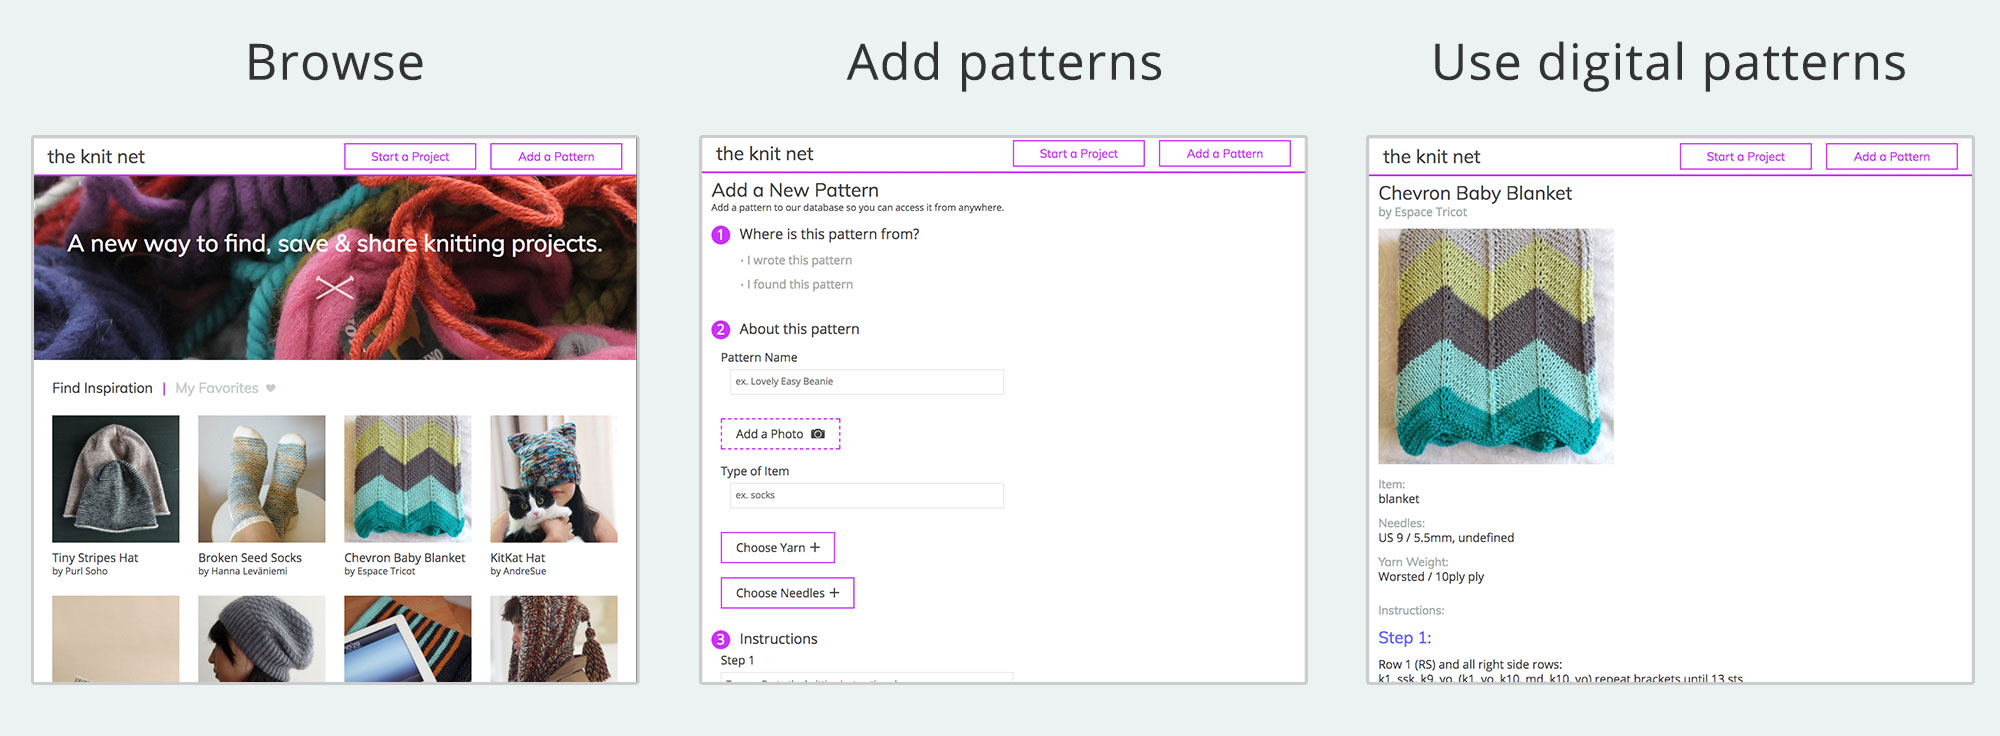 Browse
Add patterns
Use digital patterns
the knit net
Start a Project
Add a Pattern
A new way to find, save & share knitting projects.
Find Inspiration | My Favorites
Tiny Stripes Hat
by Purl Soho
Broken Seed Socks
by Hanna Leväniemi
Chevron Baby Blanket
by Espace Tricot
KitKat Hat
by AndreSue
the knit net
Start a Project
Add a Pattern
Add a New Pattern
Add a pattern to our database so you can access it from anywhere.
1 Where is this pattern from?
• I wrote this pattern
• I found this pattern
2 About this pattern
Pattern Name
ex. Lovely Easy Beanie
Add a Photo
Type of Item
ex. socks
Choose Yarn +
Choose Needles +
3 Instructions
Step 1
the knit net
Start a Project
Add a Pattern
Chevron Baby Blanket
by Espace Tricot
Item:
blanket
Needles:
US 9 / 5.5mm, undefined
Yarn Weight:
Worsted / 10ply ply
Instructions:
Step 1:
Row 1 (RS) and all right side rows:
k1, ssk, k9, yo, (k1, yo, k10, md, k10, yo) repeat brackets until 13 sts